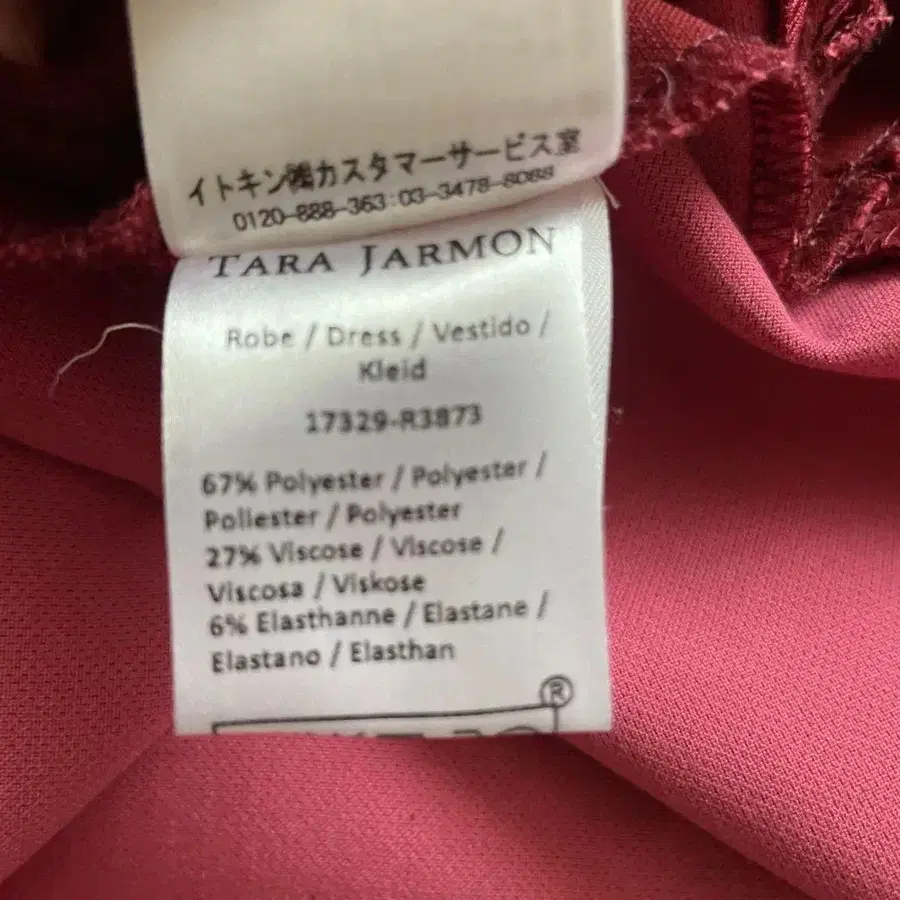 イトキン㈱カスタマーサービス室
0120-888-363:03-3478-8088
TARA JARMON
Robe / Dress / Vestido /
Kleid
17329-R3873
67% Polyester / Polyester /
Poliester / Polyester
27% Viscose / Viscose /
Viscosa / Viskose
6% Elasthanne / Elastane /
Elastano / Elasthan
®